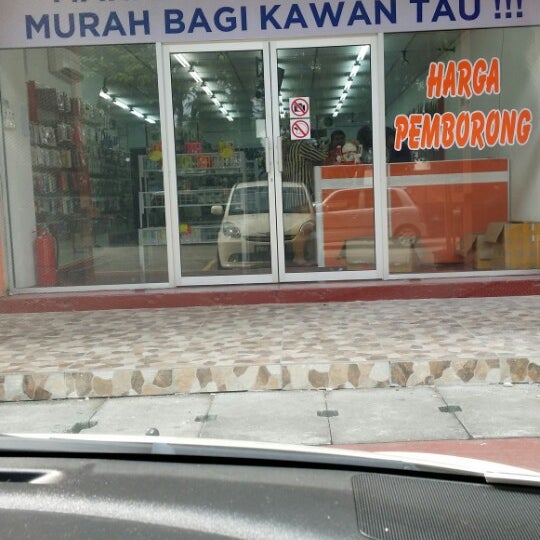 MURAH BAGI KAWAN TAU !!!
HARGA
PEMBORONG